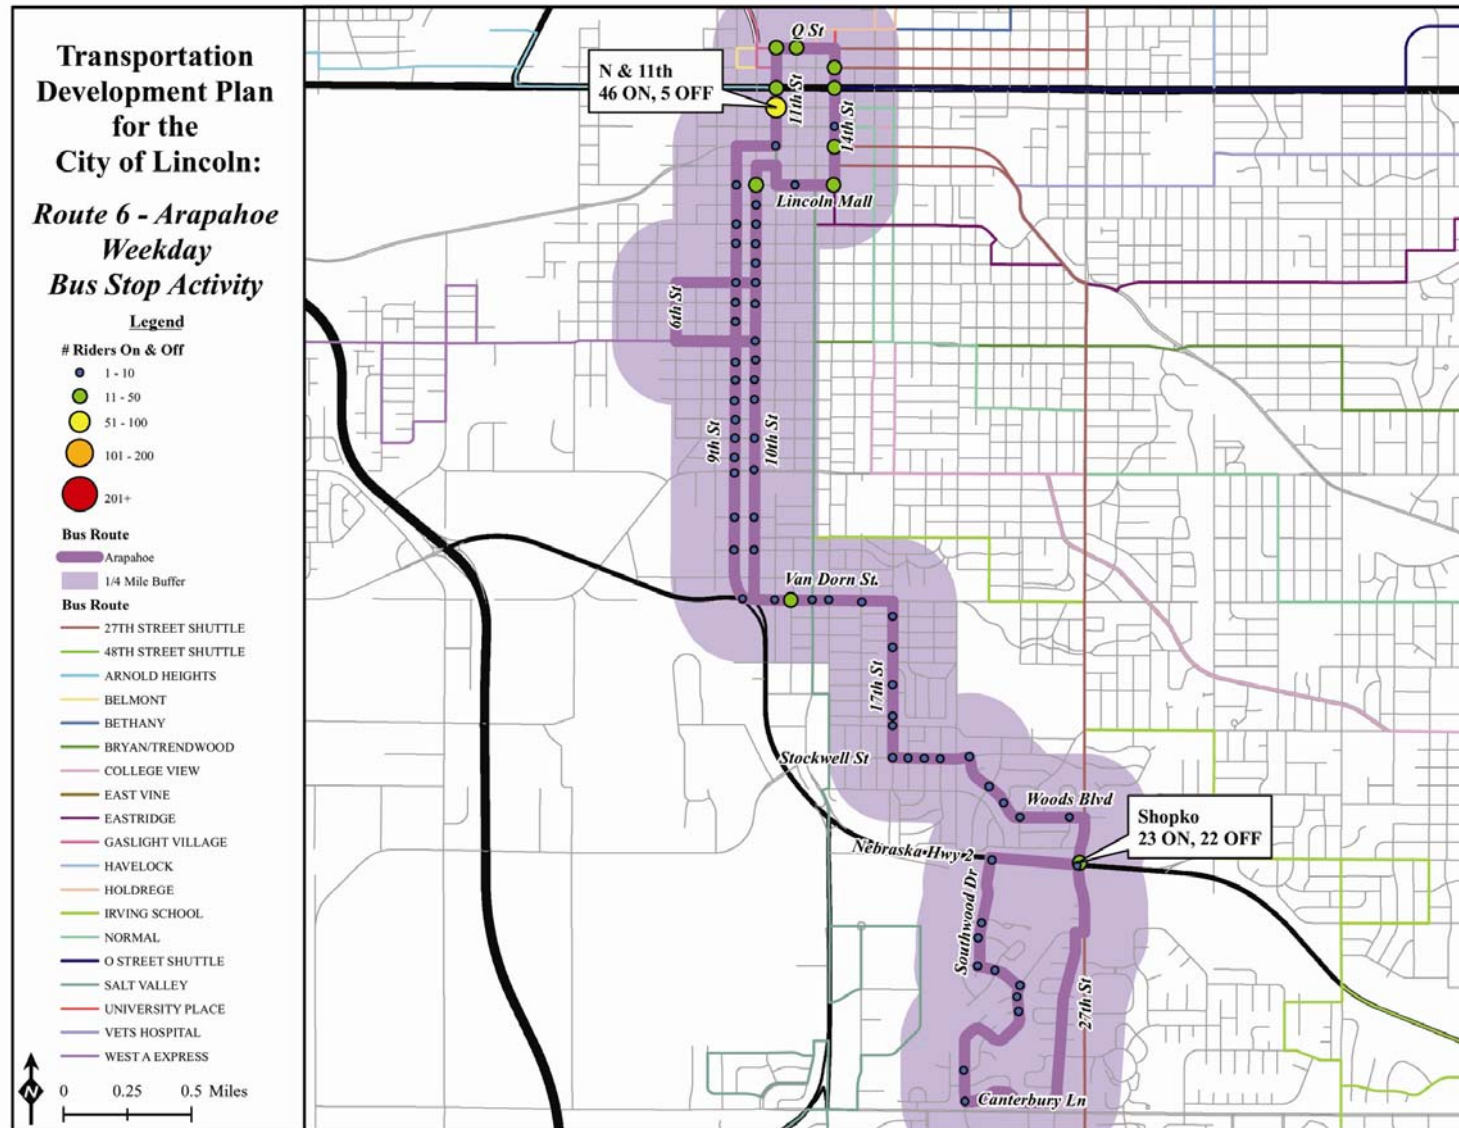 Transportation
Development Plan
for the
City of Lincoln:
Route 6 - Arapahoe
Weekday
Bus Stop Activity
Legend
# Riders On & Off
1 - 10
11 - 50
51 - 100
101 - 200
201+
Bus Route
Arapahoe
1/4 Mile Buffer
Bus Route
27TH STREET SHUTTLE
48TH STREET SHUTTLE
ARNOLD HEIGHTS
BELMONT
BETHANY
BRYAN/TRENDWOOD
COLLEGE VIEW
EAST VINE
EASTRIDGE
GASLIGHT VILLAGE
HAVELOCK
HOLDREGE
IRVING SCHOOL
NORMAL
O STREET SHUTTLE
SALT VALLEY
UNIVERSITY PLACE
VETS HOSPITAL
WEST A EXPRESS
N
0 0.25 0.5 Miles
Q St
N & 11th
46 ON, 5 OFF
11th St
14th St
Lincoln Mall
6th St
9th St
10th St
Van Dorn St.
17th St
Stockwell St
Woods Blvd
Shopko
23 ON, 22 OFF
Nebraska Hwy 2
Southwood Dr
27th St
Canterbury Ln